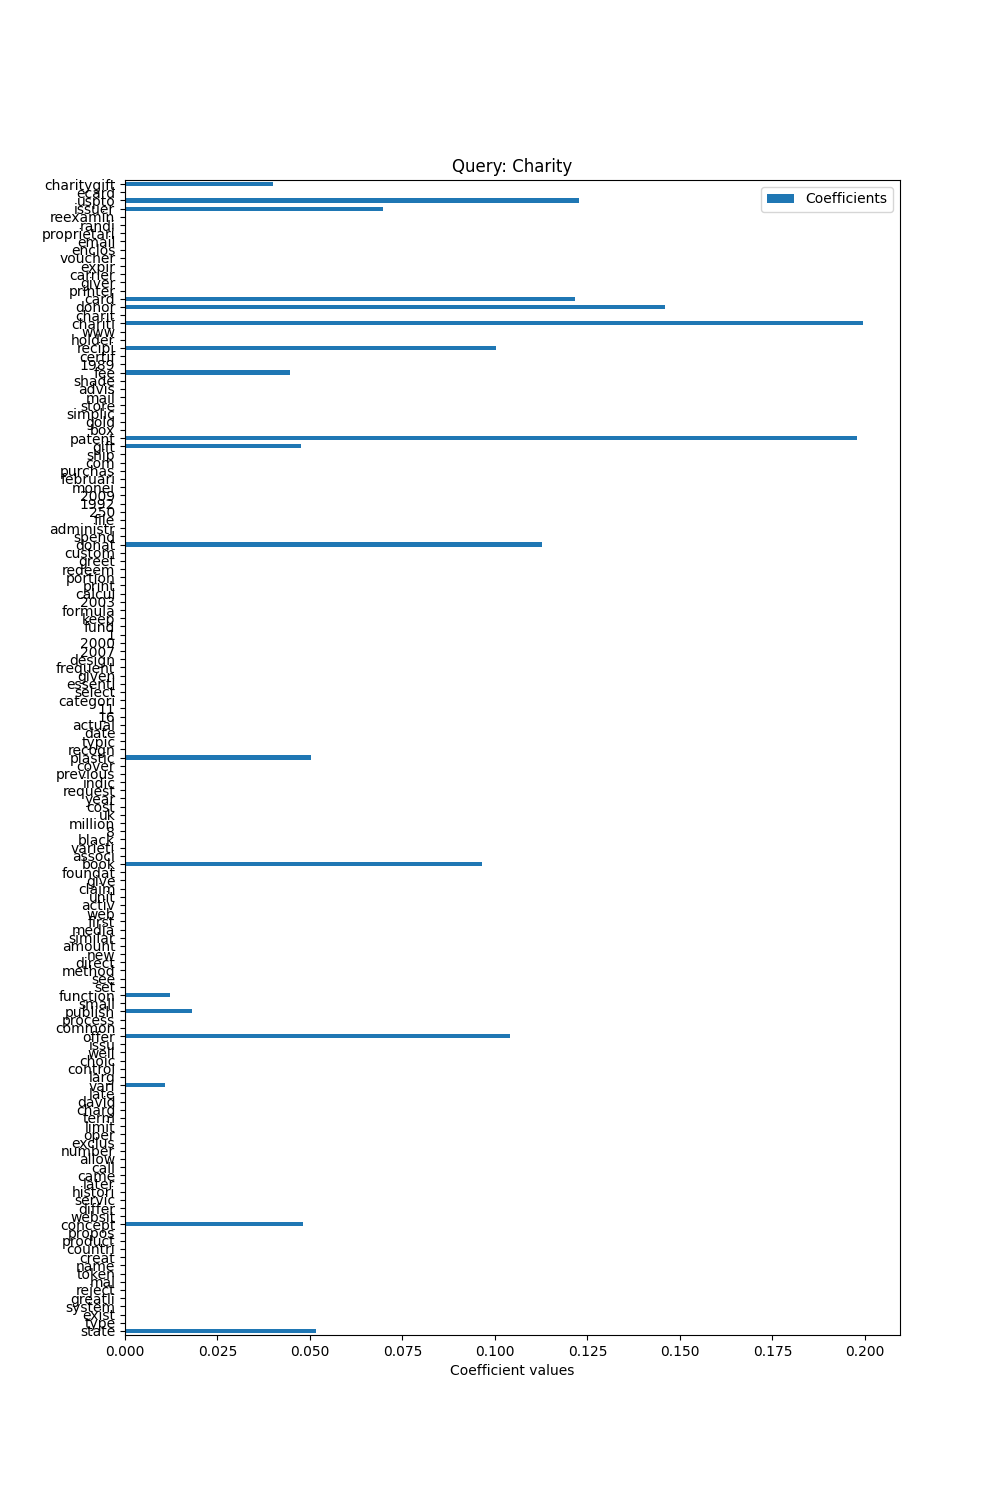 Query: Charity
Coefficients
charitygift
ecard
uspto
issuer
reexamin
randi
proprietari
email
enclos
voucher
expir
carrier
giver
printer
card
donor
charit
chariti
www
holder
recipi
certif
1989
fee
shade
advis
mail
store
simplic
gold
box
patent
gift
ship
com
purchas
februari
monei
2009
1992
250
file
administr
spend
donat
custom
greet
redeem
portion
print
calcul
2003
formula
keep
fund
1
2000
2007
design
frequent
given
essenti
select
categori
11
16
actual
date
typic
recogn
plastic
cover
previous
indic
request
year
cost
uk
million
8
black
varieti
associ
book
foundat
give
claim
unit
activ
web
first
media
similar
amount
new
direct
method
see
set
function
small
publish
process
common
offer
issu
well
choic
control
larg
vari
late
david
charg
term
limit
oper
exclus
number
allow
call
came
later
histori
servic
differ
websit
concept
propos
product
countri
creat
name
token
mai
reject
greatli
system
exist
type
state
0.000 0.025 0.050 0.075 0.100 0.125 0.150 0.175 0.200
Coefficient values